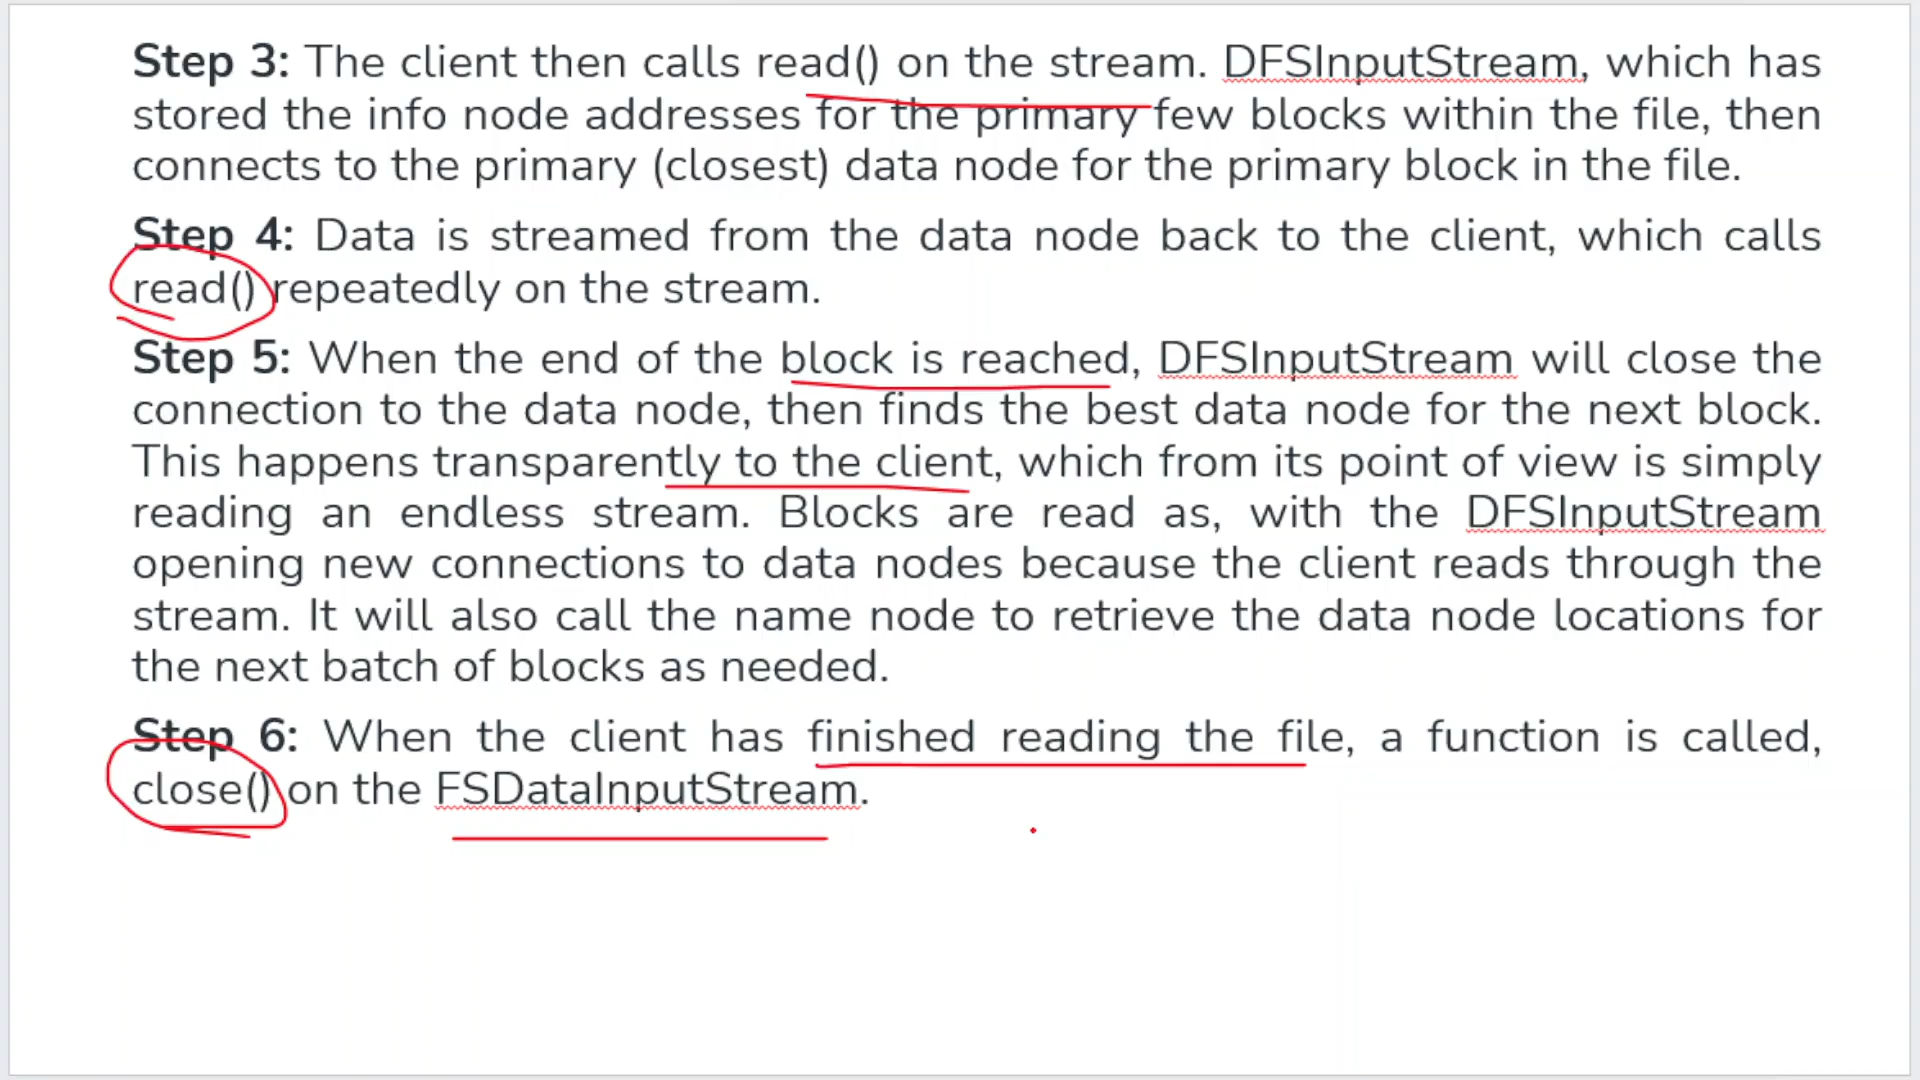 Step 3: The client then calls read() on the stream. DFSInputStream, which has
stored the info node addresses for the primary few blocks within the file, then
connects to the primary (closest) data node for the primary block in the file.
Step 4: Data is streamed from the data node back to the client, which calls
read() repeatedly on the stream.
Step 5: When the end of the block is reached, DFSInputStream will close the
connection to the data node, then finds the best data node for the next block.
This happens transparently to the client, which from its point of view is simply
reading an endless stream. Blocks are read as, with the DFSInputStream
opening new connections to data nodes because the client reads through the
stream. It will also call the name node to retrieve the data node locations for
the next batch of blocks as needed.
Step 6: When the client has finished reading the file, a function is called,
close() on the FSDataInputStream.